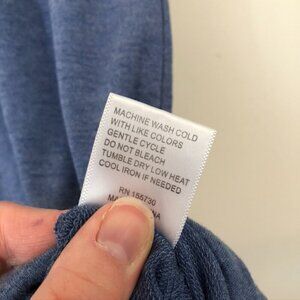 MACHINE WASH COLD
WITH LIKE COLORS
GENTLE CYCLE
DO NOT BLEACH
TUMBLE DRY LOW HEAT
COOL IRON IF NEEDED
RN 156730